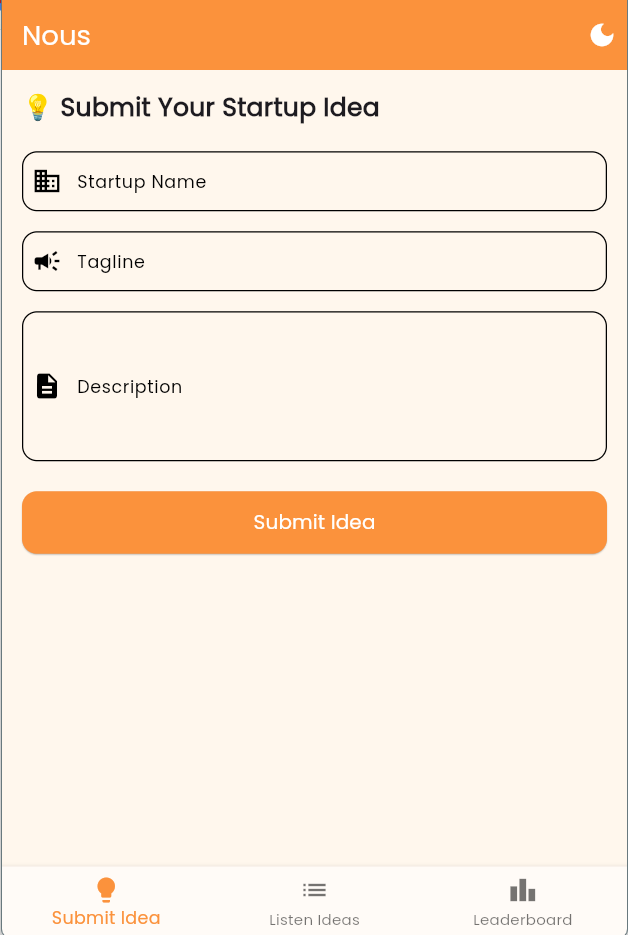 Nous
💡 Submit Your Startup Idea
Startup Name
Tagline
Description
Submit Idea
Submit Idea
Listen Ideas
Leaderboard